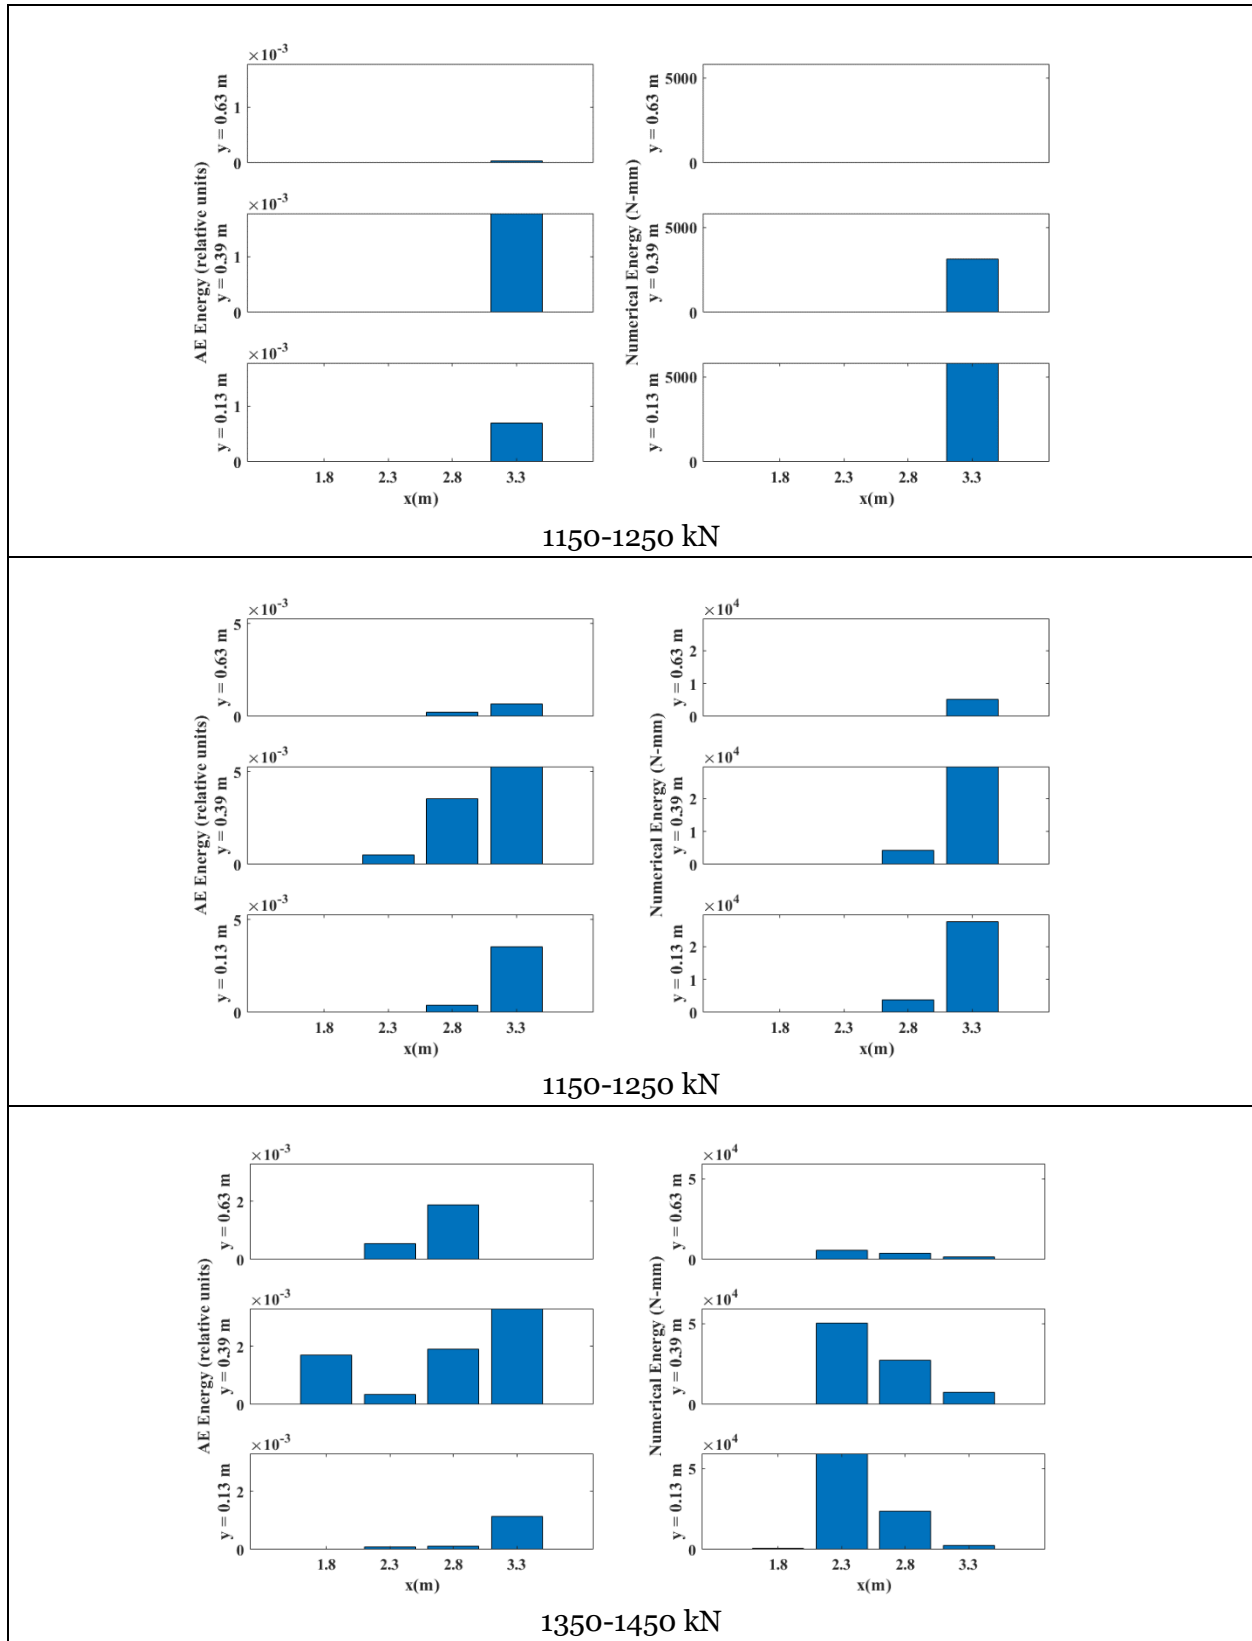 ×10-3
1
0
y = 0.63 m
5000
0
y = 0.63 m
×10-3
1
0
y = 0.39 m
AE Energy (relative units)
5000
0
y = 0.39 m
Numerical Energy (N-mm)
×10-3
1
0
y = 0.13 m
1.8 2.3 2.8 3.3
x(m)
5000
0
y = 0.13 m
1.8 2.3 2.8 3.3
x(m)
1150-1250 kN
×10-3
5
0
y = 0.63 m
×104
2
1
0
y = 0.63 m
×10-3
5
0
y = 0.39 m
AE Energy (relative units)
×104
2
1
0
y = 0.39 m
Numerical Energy (N-mm)
×10-3
5
0
y = 0.13 m
1.8 2.3 2.8 3.3
x(m)
×104
2
1
0
y = 0.13 m
1.8 2.3 2.8 3.3
x(m)
1150-1250 kN
×10-3
2
0
y = 0.63 m
×104
5
0
y = 0.63 m
×10-3
2
0
y = 0.39 m
AE Energy (relative units)
×104
5
0
y = 0.39 m
Numerical Energy (N-mm)
×10-3
2
0
y = 0.13 m
1.8 2.3 2.8 3.3
x(m)
×104
5
0
y = 0.13 m
1.8 2.3 2.8 3.3
x(m)
1350-1450 kN